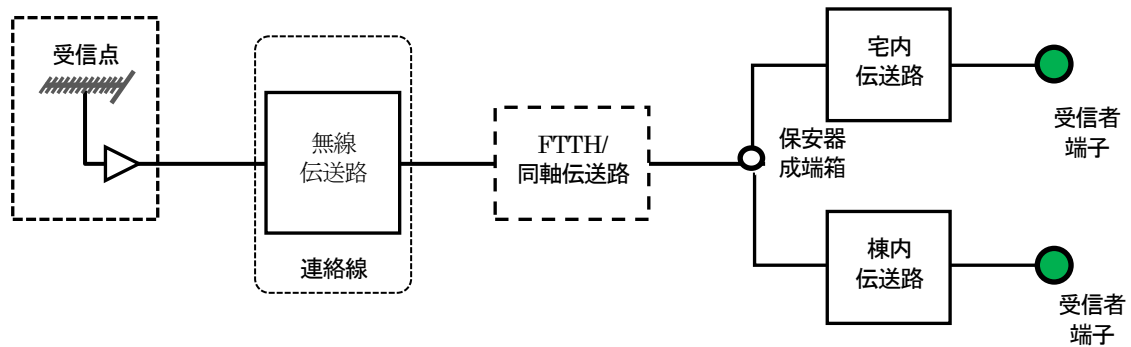 受信点
無線
伝送路
連絡線
FTTH/
同軸伝送路
保安器
成端箱
宅内
伝送路
受信者
端子
棟内
伝送路
受信者
端子